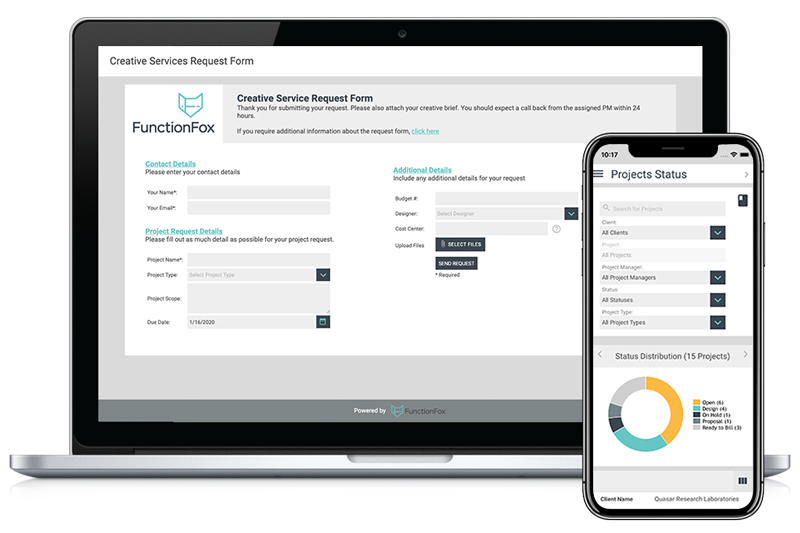 Creative Services Request Form
FunctionFox
Creative Service Request Form
Thank you for submitting your request. Please also attach your creative brief. You should expect a call back from the assigned PM within 24
hours.
If you require additional information about the request form, click here
Contact Details
Please enter your contact details
Your Name*:
Your Email*:
Project Request Details
Please fill out as much detail as possible for your project request.
Project Name*:
Project Type: Select Project Type
Project Scope:
Due Date: 1/16/2020
Additional Details
Include any additional details for your request
Budget #:
Designer: Select Designer
Cost Center: ?
Upload Files SELECT FILES
SEND REQUEST
* Required
Powered by FunctionFox
10:17
Projects Status
Search for Projects
Client:
All Clients
Project:
All Projects
Project Manager:
All Project Managers
Status:
All Statuses
Project Type:
All Project Types
Status Distribution (15 Projects)
Open (6)
Design (4)
On Hold (1)
Proposal (1)
Ready to Bill (3)
Client Name Quasar Research Laboratories